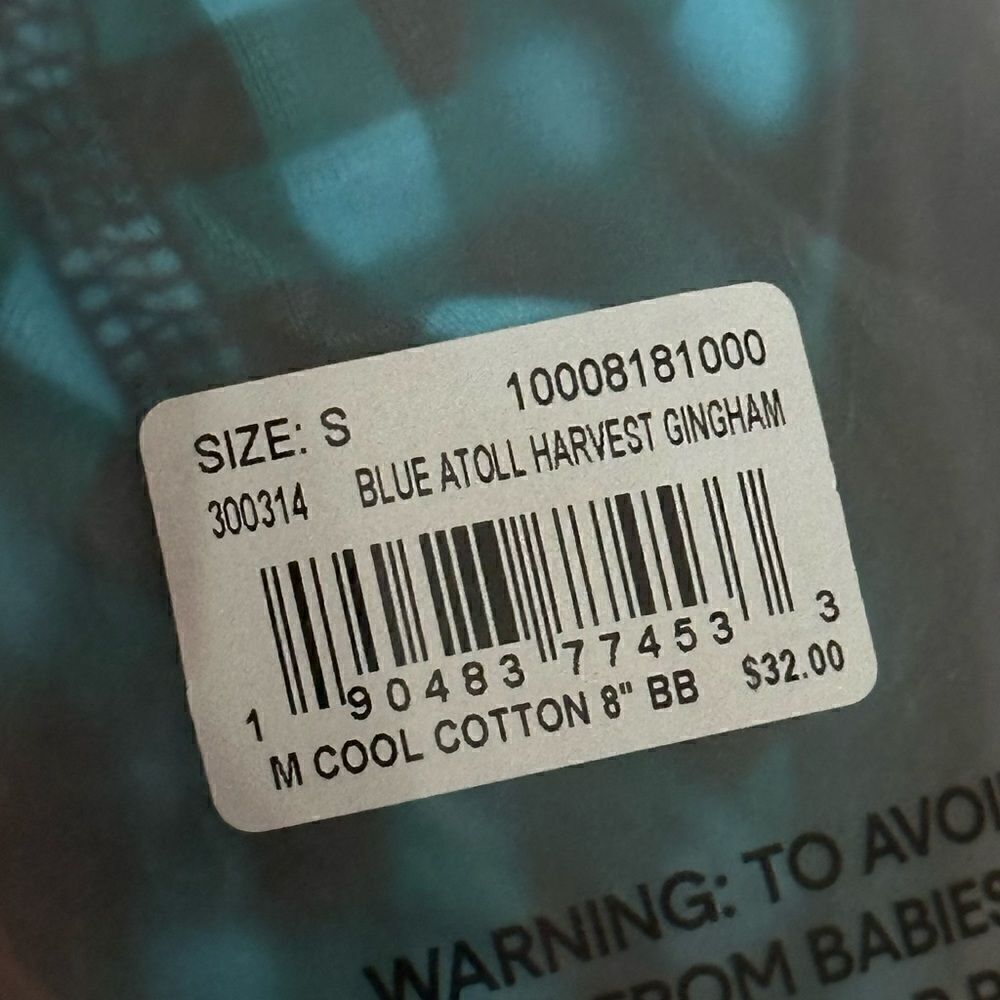 SIZE: S 10008181000
300314 BLUE ATOLL HARVEST GINGHAM
1 90483 77453 3
M COOL COTTON 8" BB $32.00
WARNING: TO AVOI
FROM BABIES